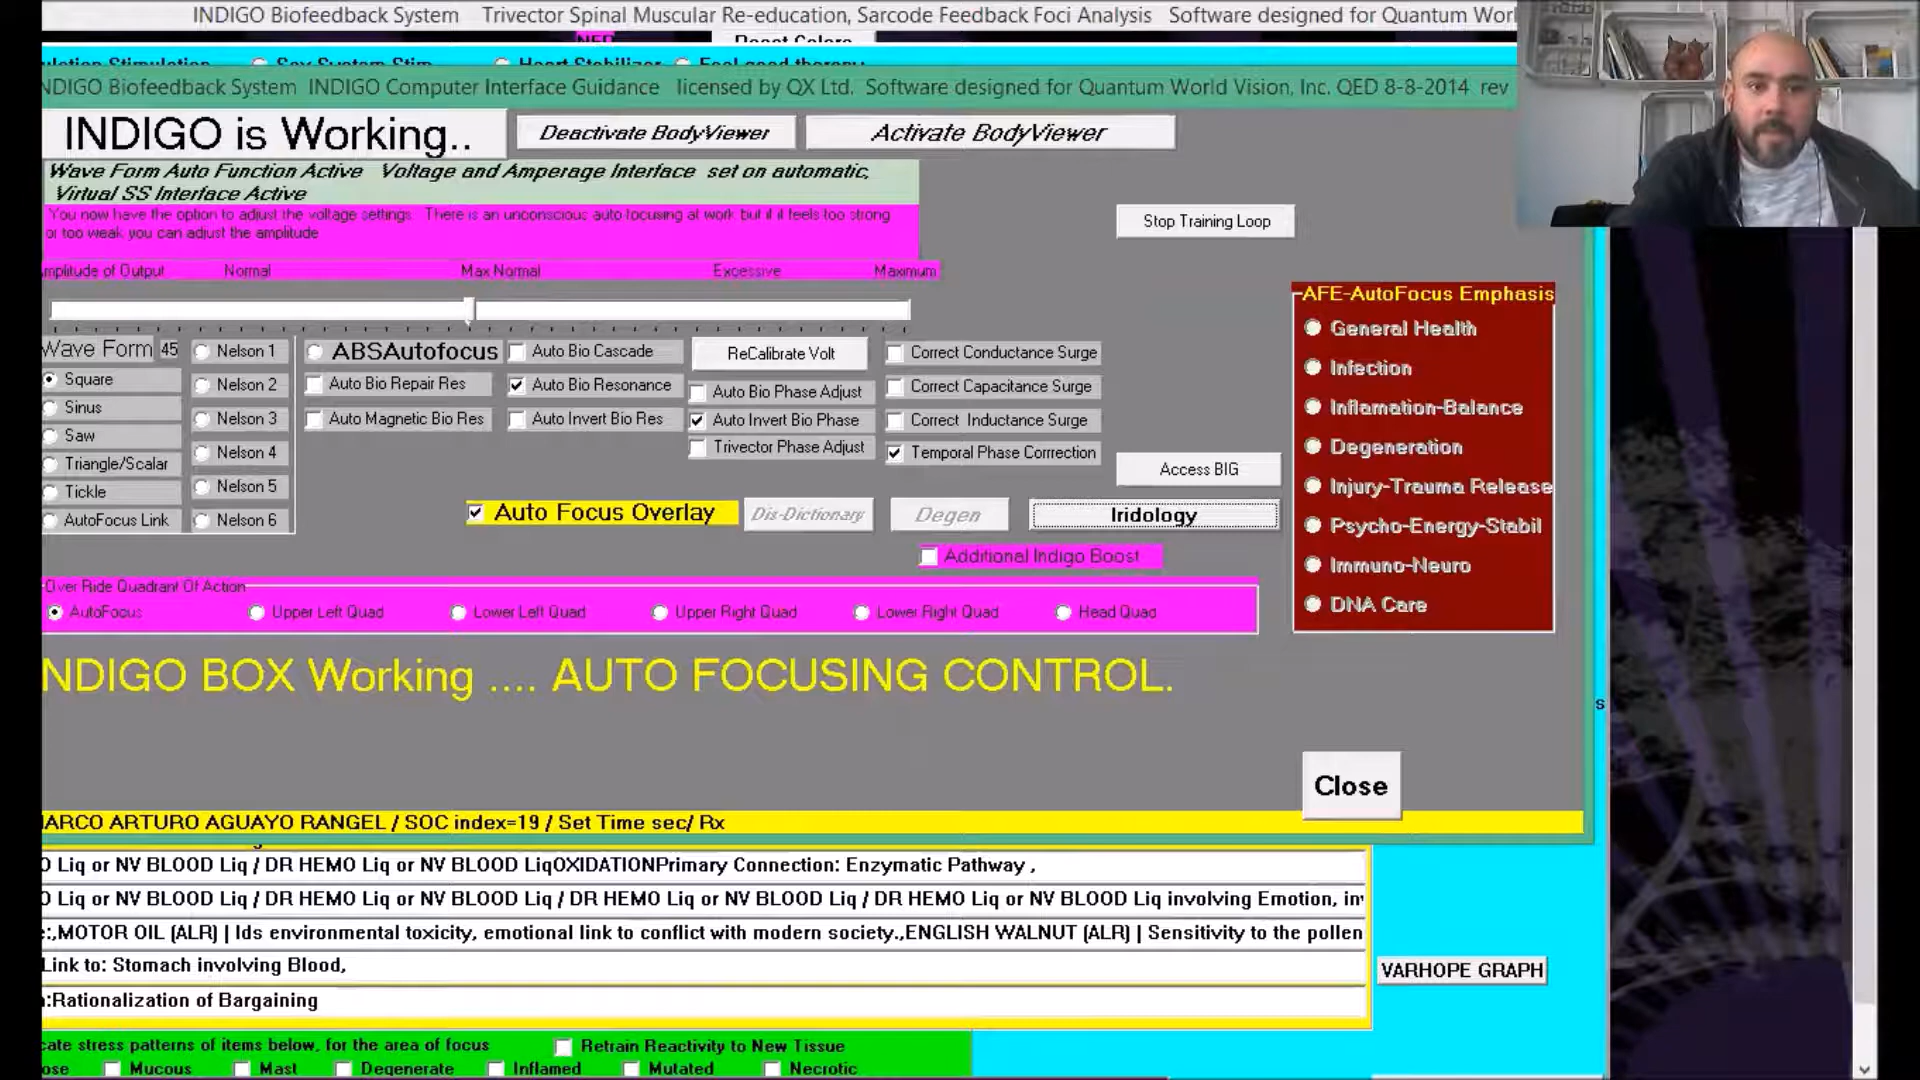 INDIGO Biofeedback System Trivector Spinal Muscular Re-education, Sarcode Feedback Foci Analysis Software designed for Quantum Worl
NFP Reset Colors
ulation Stimulation Sex System Stim Heart Stabilizer Feel good therapy
NDIGO Biofeedback System INDIGO Computer Interface Guidance licensed by QX Ltd. Software designed for Quantum World Vision, Inc. QED 8-8-2014 rev
INDIGO is Working.. Deactivate BodyViewer Activate BodyViewer
Wave Form Auto Function Active Voltage and Amperage Interface set on automatic,
Virtual SS Interface Active
You now have the option to adjust the voltage settings. There is an unconscious auto focusing at work but if it feels too strong
or too weak you can adjust the amplitude
Stop Training Loop
mplitude of Output Normal Max Normal Excessive Maximum
Wave Form 45
Square
Sinus
Saw
Triangle/Scalar
Tickle
AutoFocus Link
Nelson 1
Nelson 2
Nelson 3
Nelson 4
Nelson 5
Nelson 6
ABSAutofocus
Auto Bio Repair Res
Auto Magnetic Bio Res
Auto Bio Cascade
Auto Bio Resonance
Auto Invert Bio Res
ReCalibrate Volt
Auto Bio Phase Adjust
Auto Invert Bio Phase
Trivector Phase Adjust
Correct Conductance Surge
Correct Capacitance Surge
Correct Inductance Surge
Temporal Phase Corrrection
Access BIG
AFE-AutoFocus Emphasis
General Health
Infection
Inflamation-Balance
Degeneration
Injury-Trauma Release
Psycho-Energy-Stabil
Immuno-Neuro
DNA Care
Auto Focus Overlay Dis-Dictionary Degen Iridology
Additional Indigo Boost
Over Ride Quadrant Of Action
AutoFocus Upper Left Quad Lower Left Quad Upper Right Quad Lower Right Quad Head Quad
NDIGO BOX Working .... AUTO FOCUSING CONTROL.
s
Close
MARCO ARTURO AGUAYO RANGEL / SOC index=19 / Set Time sec/ Rx
O Liq or NV BLOOD Liq / DR HEMO Liq or NV BLOOD LiqOXIDATIONPrimary Connection: Enzymatic Pathway ,
O Liq or NV BLOOD Liq / DR HEMO Liq or NV BLOOD Liq / DR HEMO Liq or NV BLOOD Liq / DR HEMO Liq or NV BLOOD Liq involving Emotion, in
:,MOTOR OIL (ALR) | Ids environmental toxicity, emotional link to conflict with modern society.,ENGLISH WALNUT (ALR) | Sensitivity to the pollen
Link to: Stomach involving Blood,
:Rationalization of Bargaining
VARHOPE GRAPH
cate stress patterns of items below, for the area of focus Retrain Reactivity to New Tissue
ose Mucous Mast Degenerate Inflamed Mutated Necrotic